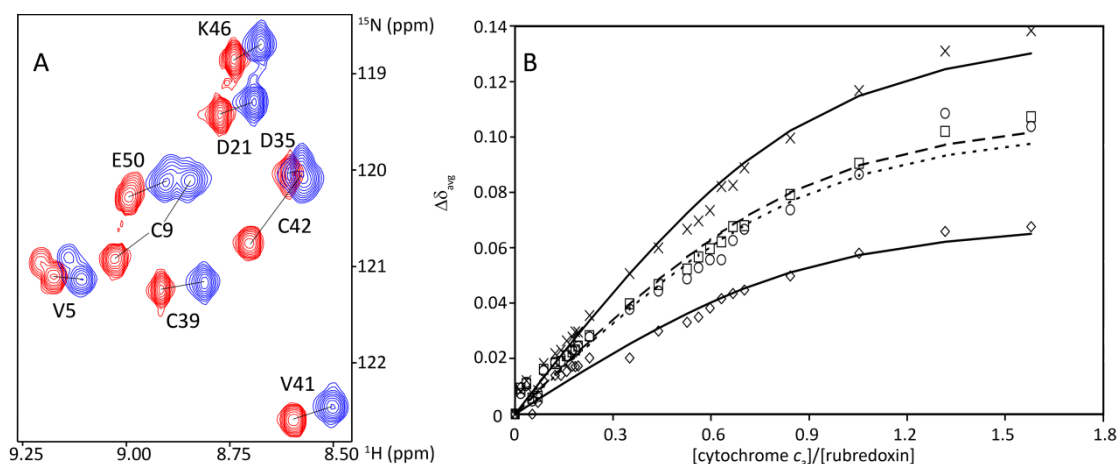 A
¹⁵N (ppm)
K46
119
D21
D35
E50
120
C9
C42
V5
C39
121
V41
122
9.25 9.00 8.75 8.50 ¹H (ppm)
B
Δδavg
0.14
0.12
0.10
0.08
0.06
0.04
0.02
0
0 0.3 0.6 0.9 1.2 1.5 1.8
[cytochrome c₃]/[rubredoxin]